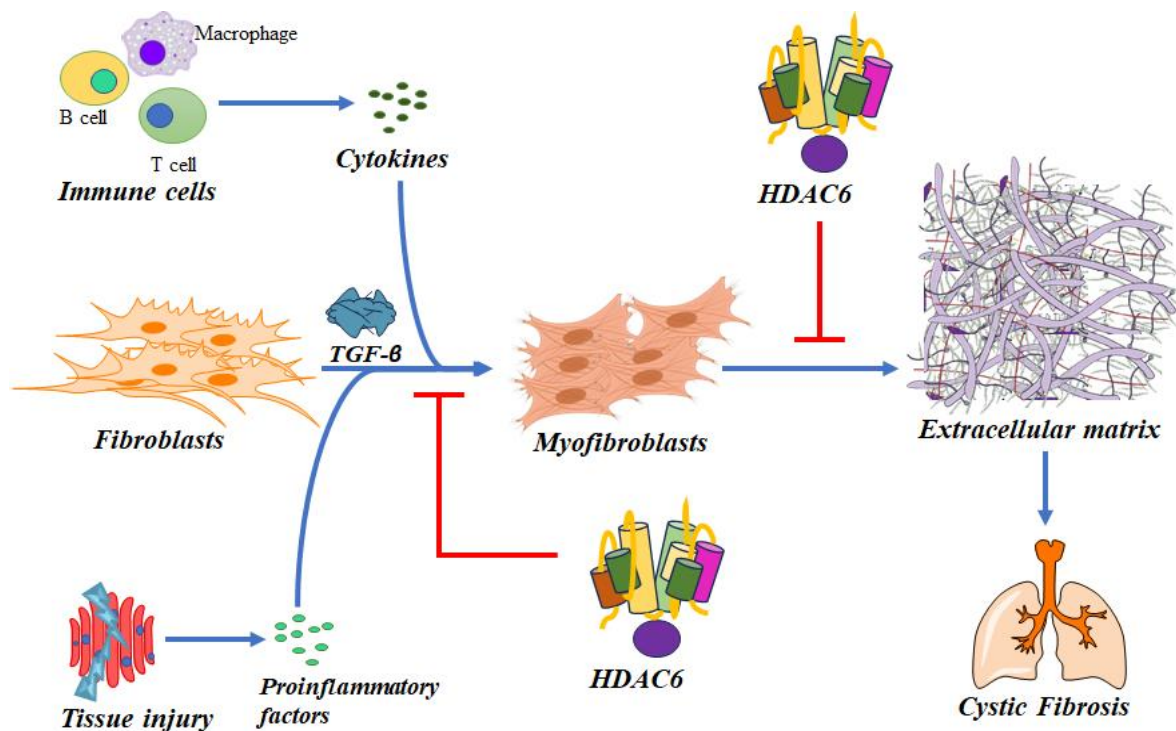 Macrophage
B cell
T cell
Immune cells
Cytokines
HDAC6
TGF-β
Fibroblasts
Myofibroblasts
Extracellular matrix
HDAC6
Tissue injury
Proinflammatory
factors
Cystic Fibrosis